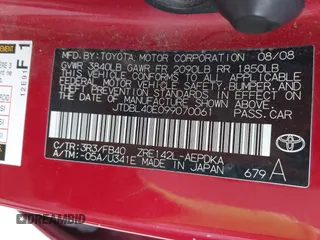 MFD. BY: TOYOTA MOTOR CORPORATION 08/08
GVWR 3840LB GAWR FR 2090LB RR 1850LB
THIS VEHICLE CONFORMS TO ALL APPLICABLE
FEDERAL MOTOR VEHICLE SAFETY, BUMPER, AND
THEFT PREVENTION STANDARDS IN EFFECT ON
THE DATE OF MANUFACTURE SHOWN ABOVE.
JTDBL40E099070061 PASS.CAR
C/TR: 3R3/FB40 ZRE142L-AEPDKA
A/TM: -05A/U341E MADE IN JAPAN
679 A
F1
12E91